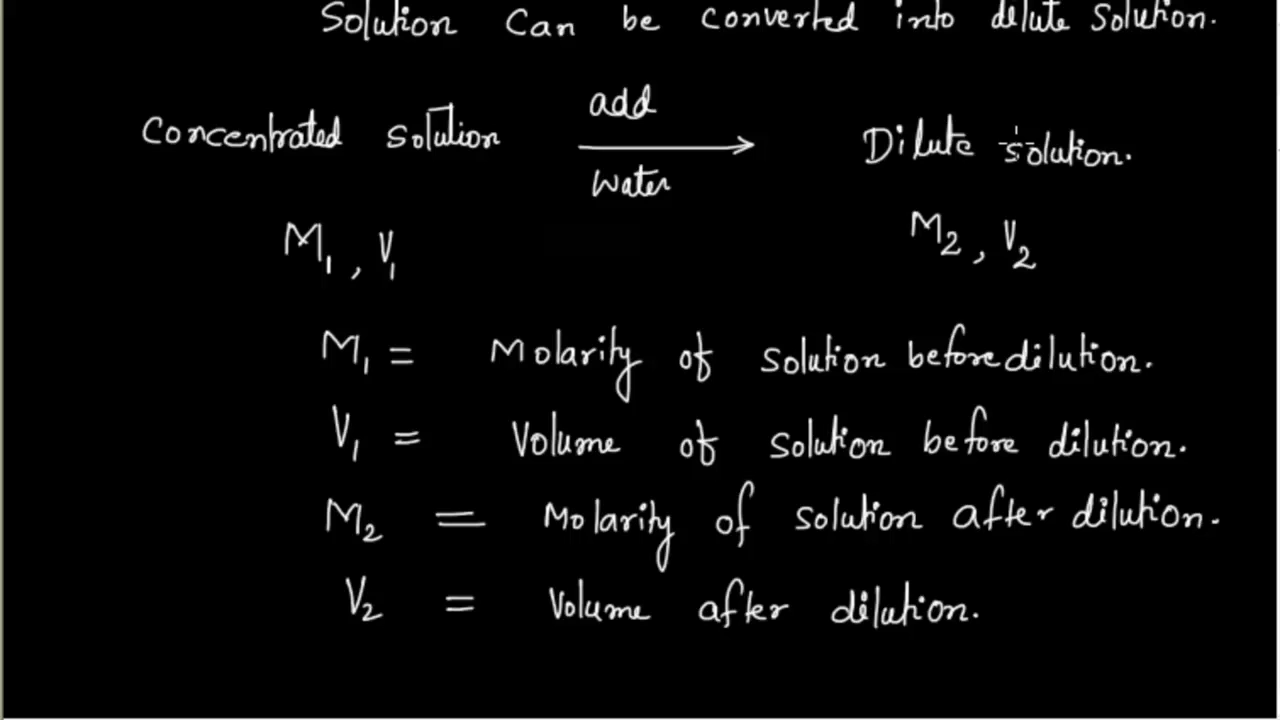 Solution can be converted into dilute solution.
Concentrated solution add water Dilute solution.
M₁, V₁ M₂, V₂
M₁ = Molarity of solution before dilution.
V₁ = Volume of solution before dilution.
M₂ = Molarity of solution after dilution.
V₂ = Volume after dilution.